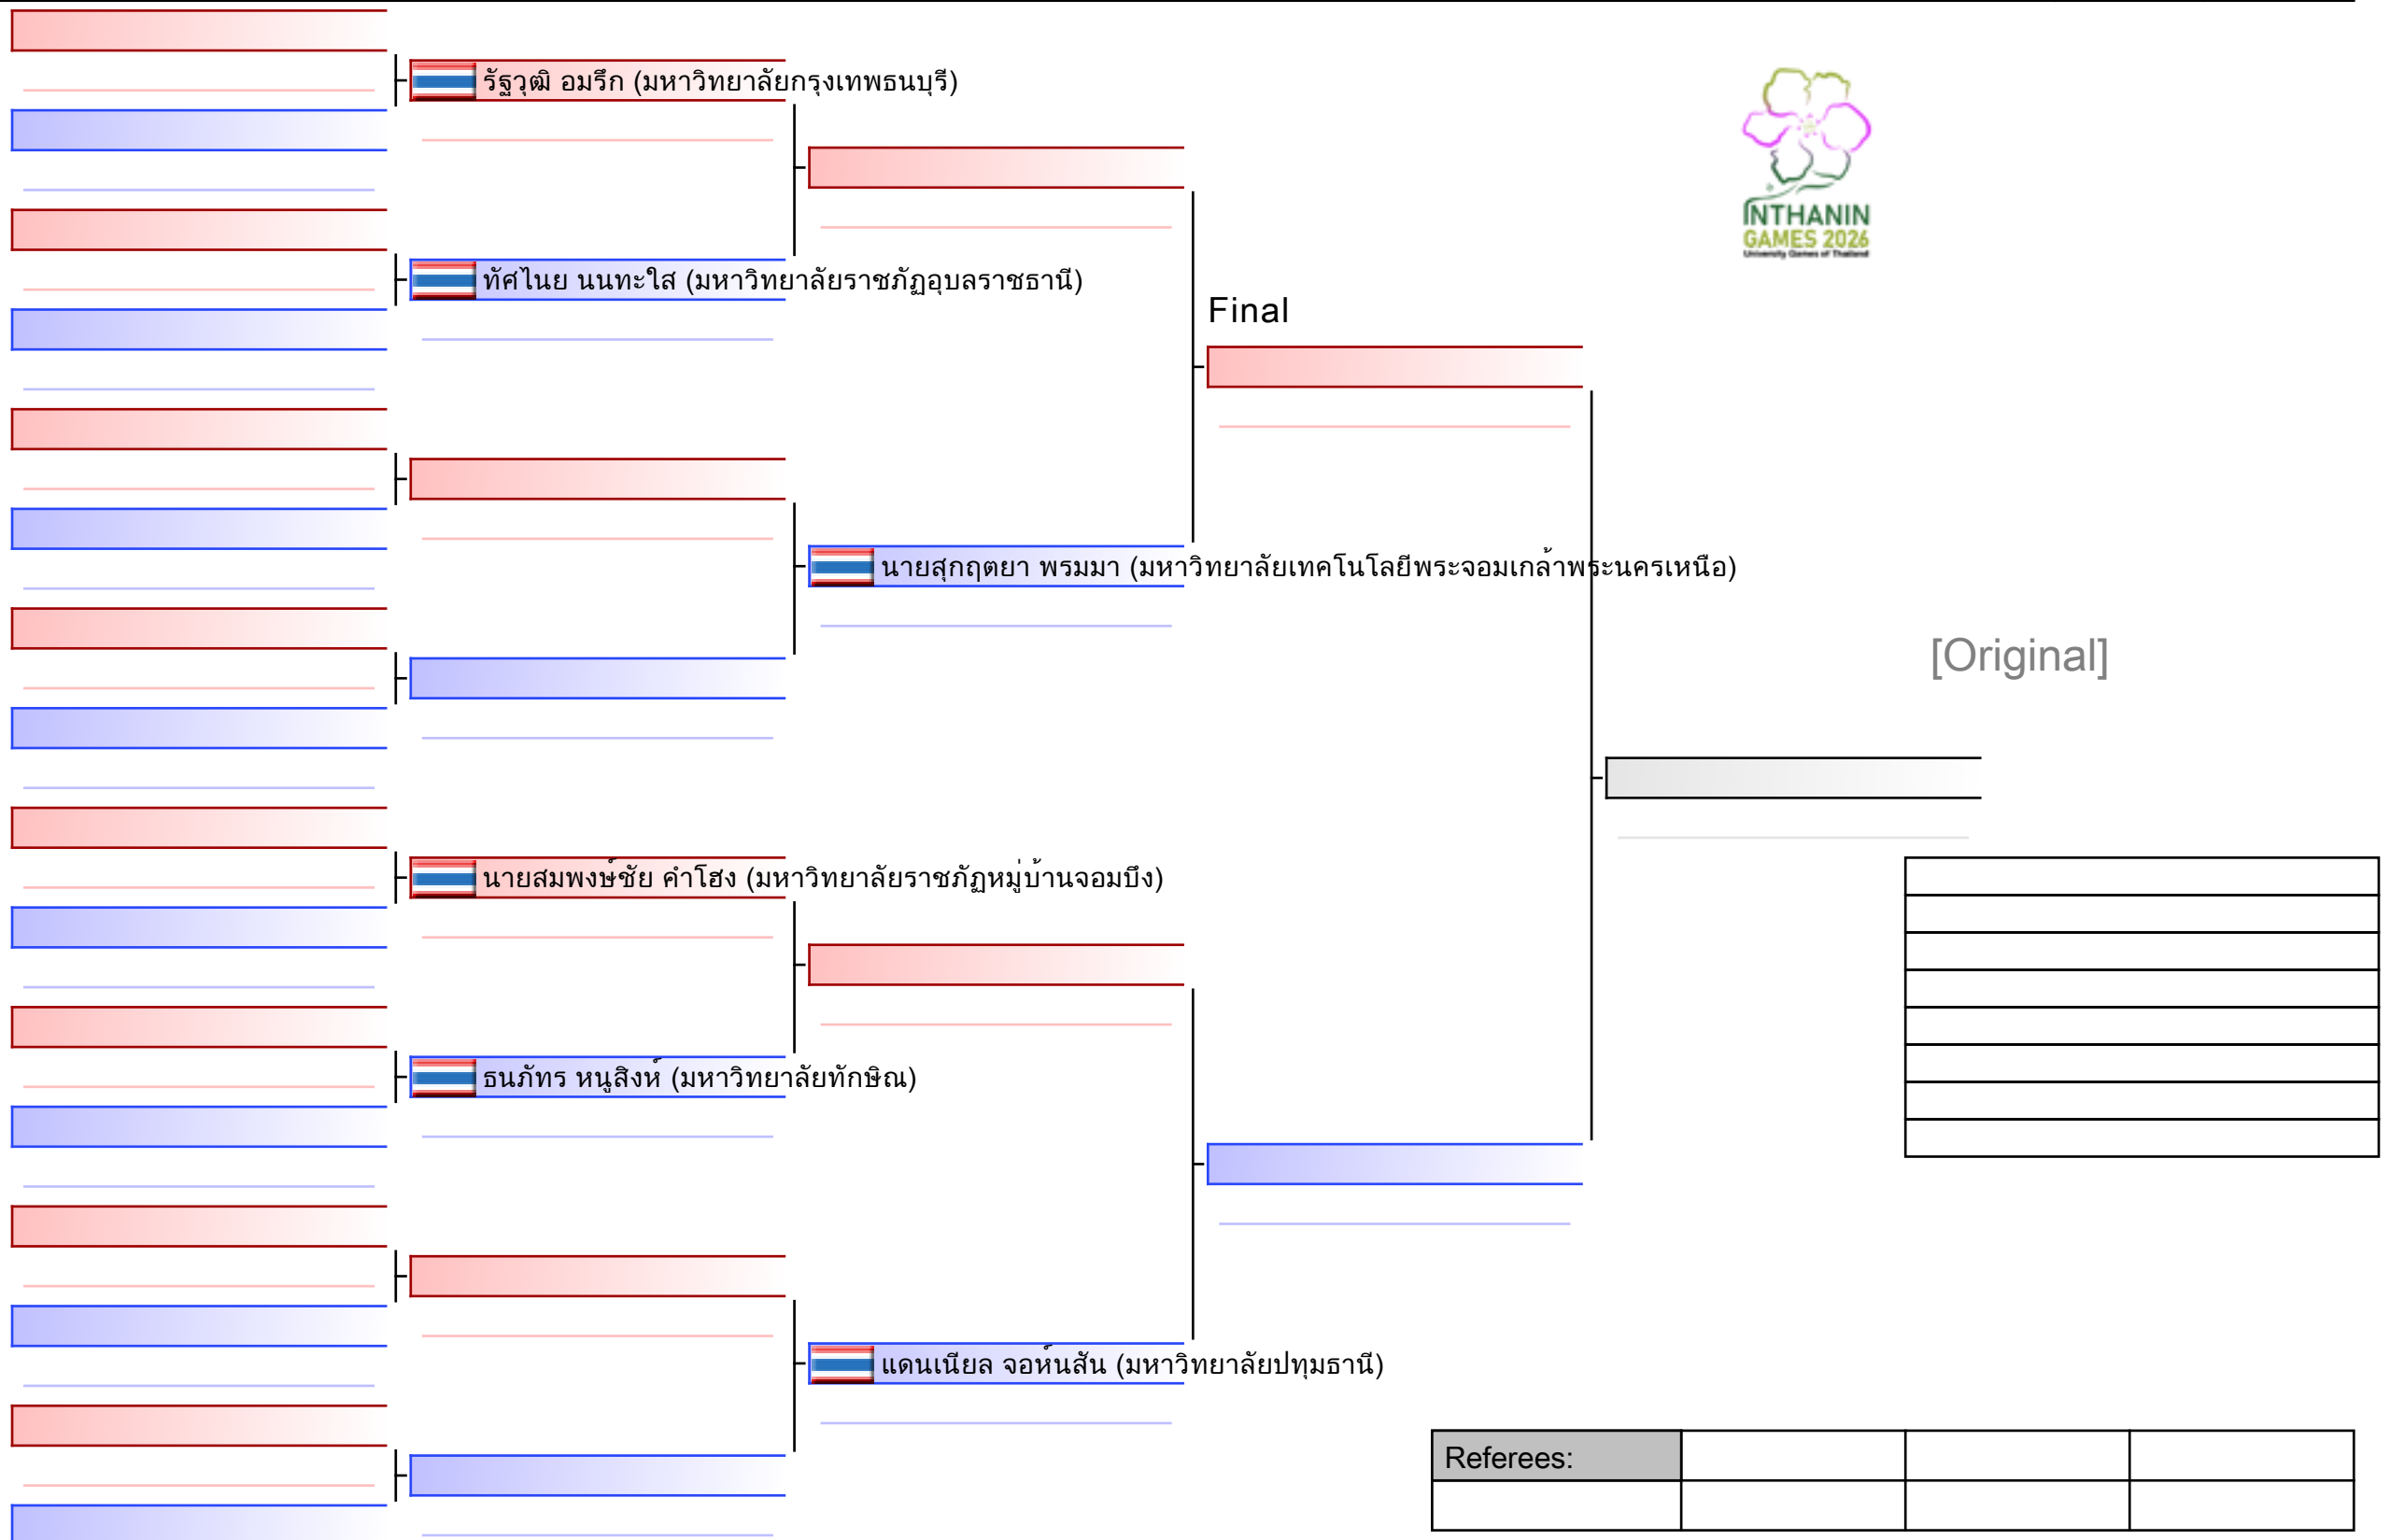 รัฐวุฒิ อมรึก (มหาวิทยาลัยกรุงเทพธนบุรี)
INTHANIN
GAMES 2026
University Games of Thailand
ทัศไนย นนทะใส (มหาวิทยาลัยราชภัฏอุบลราชธานี)
Final
นายสุกฤตยา พรมมา (มหาวิทยาลัยเทคโนโลยีพระจอมเกล้าพระนครเหนือ)
[Original]
นายสมพงษ์ชัย คำโฮง (มหาวิทยาลัยราชภัฏหมู่บ้านจอมบึง)
ธนภัทร หนูสิงห์ (มหาวิทยาลัยทักษิณ)
แดนเนียล จอห์นสัน (มหาวิทยาลัยปทุมธานี)
Referees: